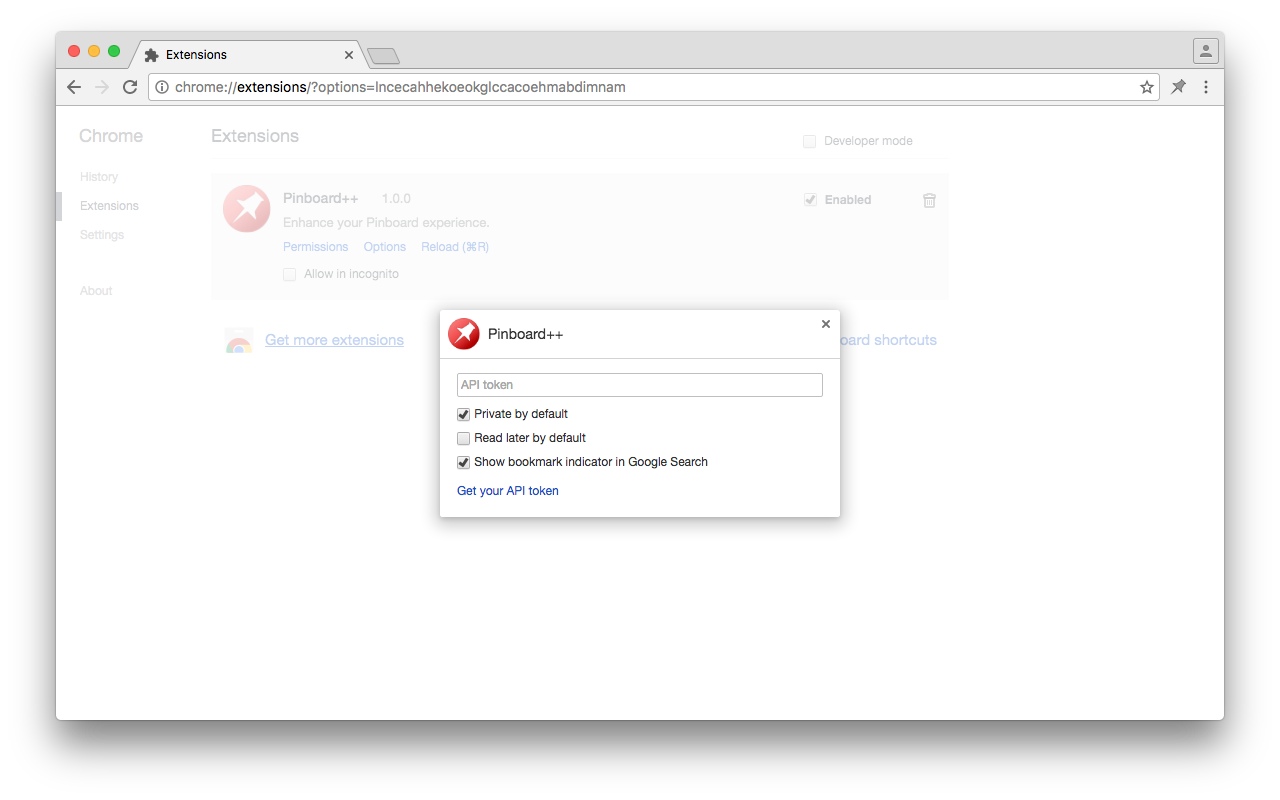 Extensions
chrome://extensions/?options=lncecahhekoeokglccacoehmabdimnam
Chrome
Extensions
Developer mode
History
Extensions
Settings
About
Pinboard++ 1.0.0
Enabled
Enhance your Pinboard experience.
Permissions Options Reload (⌘R)
Allow in incognito
Get more extensions
oard shortcuts
Pinboard++
API token
Private by default
Read later by default
Show bookmark indicator in Google Search
Get your API token